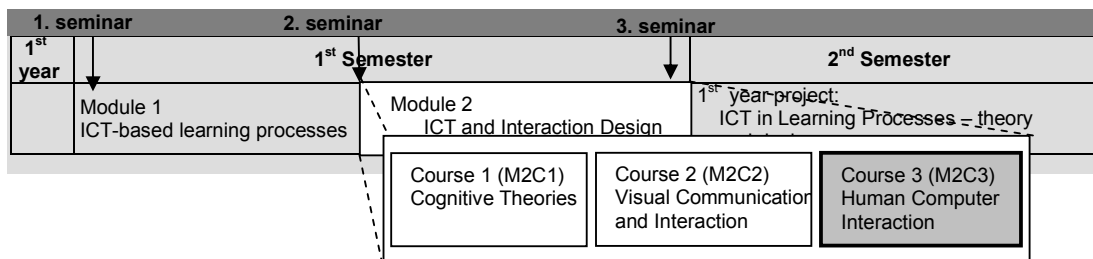 1. seminar 2. seminar 3. seminar
1st year
1st Semester
2nd Semester
Module 1
ICT-based learning processes
Module 2
ICT and Interaction Design
1st year project:
ICT in Learning Processes – theory
Course 1 (M2C1)
Cognitive Theories
Course 2 (M2C2)
Visual Communication
and Interaction
Course 3 (M2C3)
Human Computer
Interaction